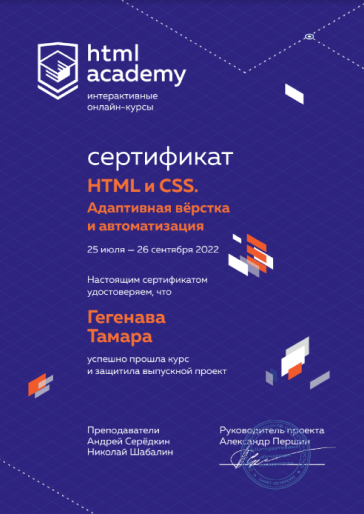 html
academy
интерактивные
онлайн-курсы
сертификат
HTML и CSS.
Адаптивная вёрстка
и автоматизация
25 июля — 26 сентября 2022
Настоящим сертификатом
удостоверяем, что
Гегенава
Тамара
успешно прошла курс
и защитила выпускной проект
Преподаватели
Андрей Серёдкин
Николай Шабалин
Руководитель проекта
Александр Першин